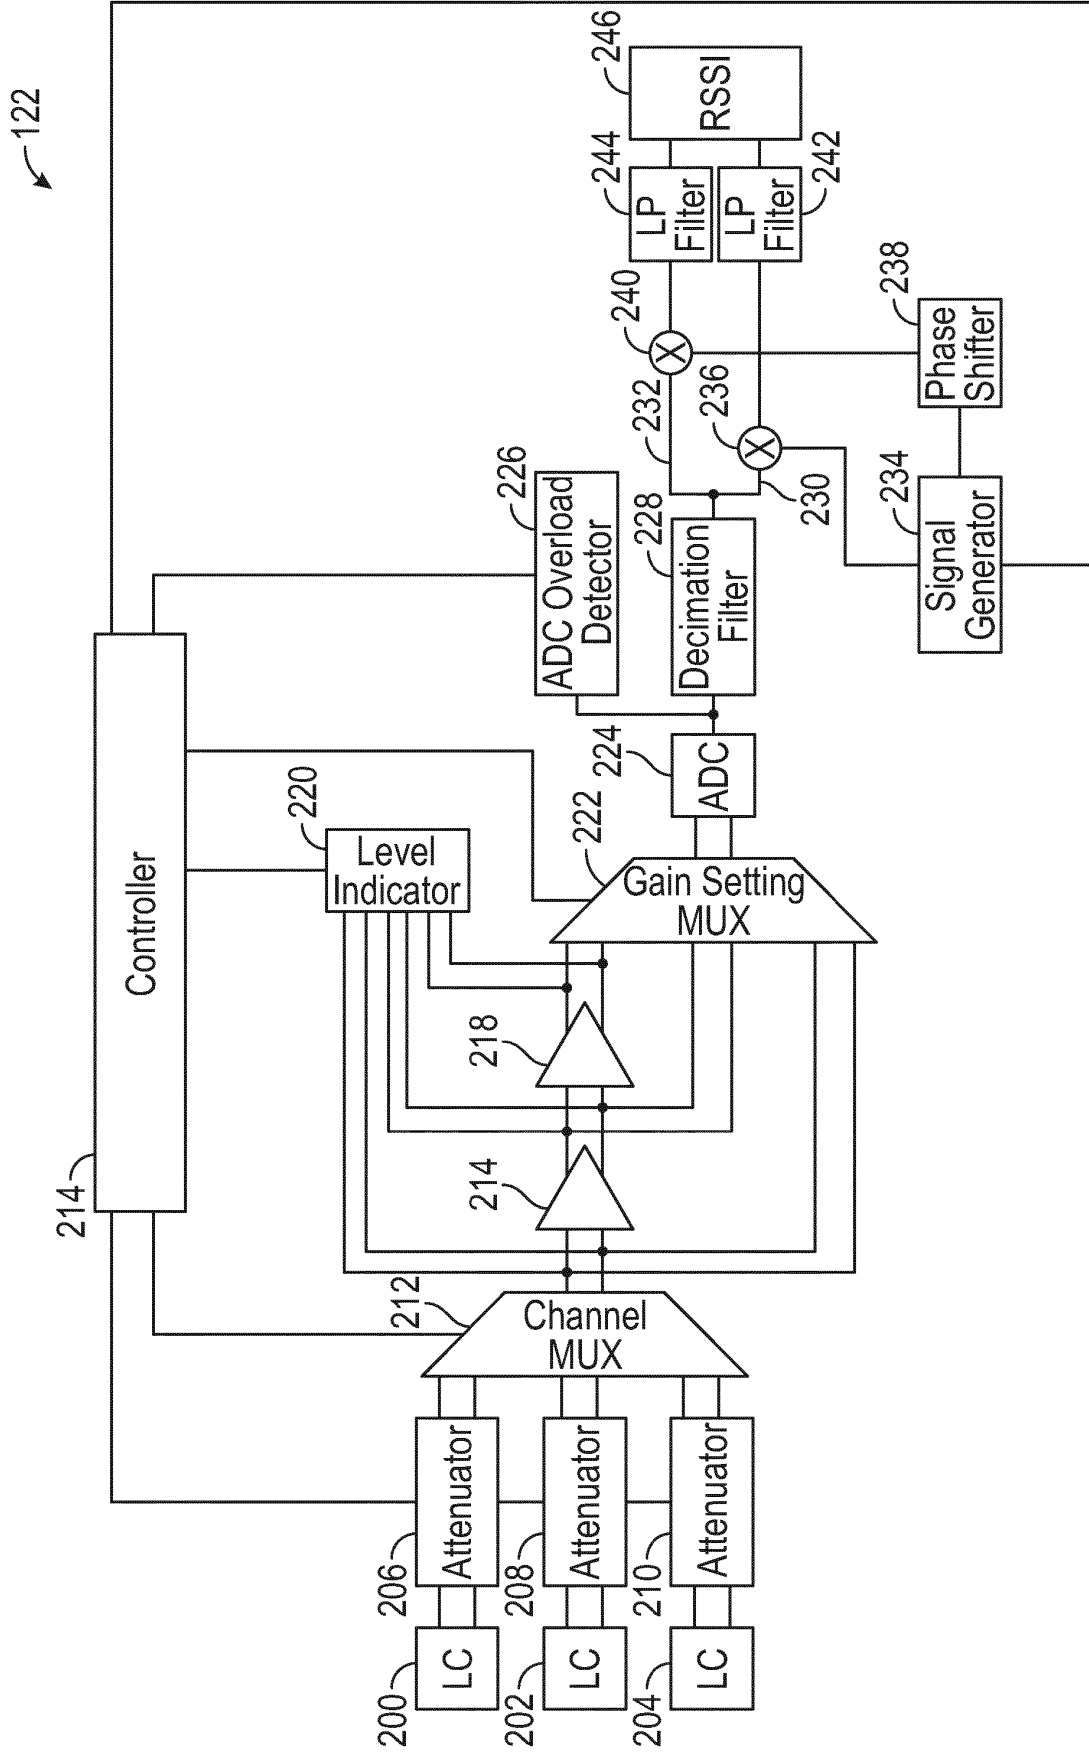 122
214
Controller
220
Level
Indicator
226
ADC Overload
Detector
246
RSSI
244
LP
Filter
LP
Filter
242
240
232
236
230
228
Decimation
Filter
238
Phase
Shifter
234
Signal
Generator
224
ADC
222
Gain Setting
MUX
218
214
212
Channel
MUX
206
Attenuator
208
Attenuator
210
Attenuator
200
LC
202
LC
204
LC
X
X